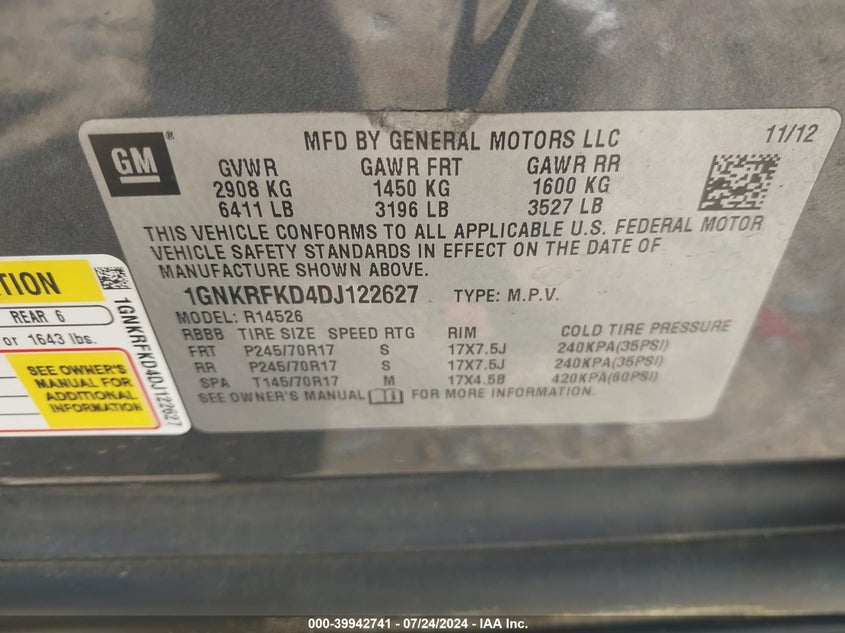 GM®
MFD BY GENERAL MOTORS LLC
11/12
GVWR GAWR FRT GAWR RR
2908 KG 1450 KG 1600 KG
6411 LB 3196 LB 3527 LB
THIS VEHICLE CONFORMS TO ALL APPLICABLE U.S. FEDERAL MOTOR
VEHICLE SAFETY STANDARDS IN EFFECT ON THE DATE OF
MANUFACTURE SHOWN ABOVE.
1GNKRFKD4DJ122627 TYPE: M.P.V.
MODEL: R14526
RBBB TIRE SIZE SPEED RTG RIM COLD TIRE PRESSURE
FRT P245/70R17 S 17X7.5J 240KPA(35PSI)
RR P245/70R17 S 17X7.5J 240KPA(35PSI)
SPA T145/70R17 M 17X4.5B 420KPA(60PSI)
SEE OWNER'S MANUAL FOR MORE INFORMATION.
TION
REAR 6
or 1643 lbs.
SEE OWNER'S
MANUAL FOR
ADDITIONAL
INFORMATION
1GNKRFKD4DJ122627
000-39942741 - 07/24/2024 - IAA Inc.